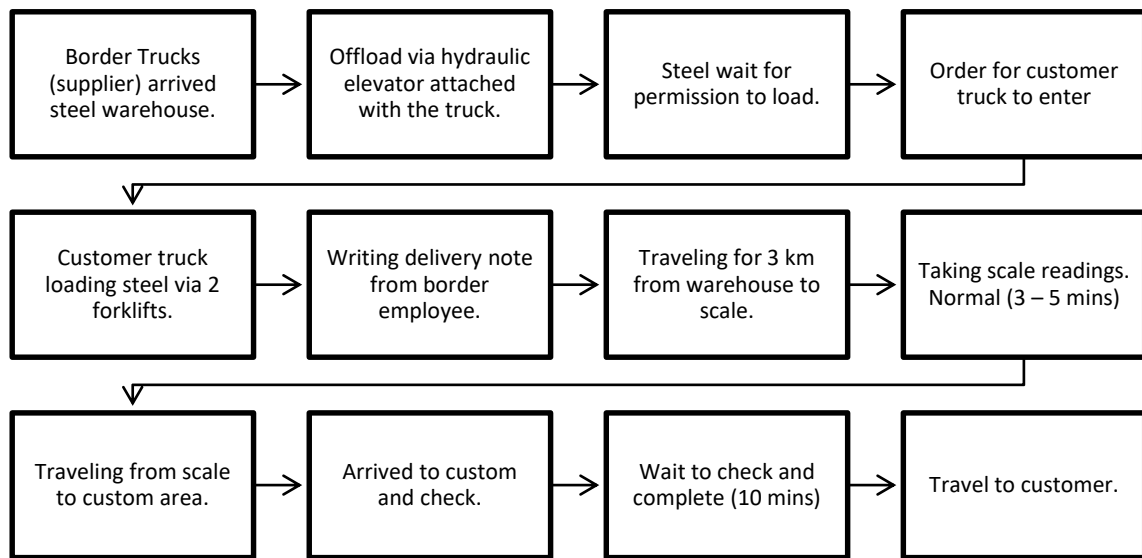 Border Trucks
(supplier) arrived
steel warehouse.
Offload via hydraulic
elevator attached
with the truck.
Steel wait for
permission to load.
Order for customer
truck to enter
Customer truck
loading steel via 2
forklifts.
Writing delivery note
from border
employee.
Traveling for 3 km
from warehouse to
scale.
Taking scale readings.
Normal (3 – 5 mins)
Traveling from scale
to custom area.
Arrived to custom
and check.
Wait to check and
complete (10 mins)
Travel to customer.